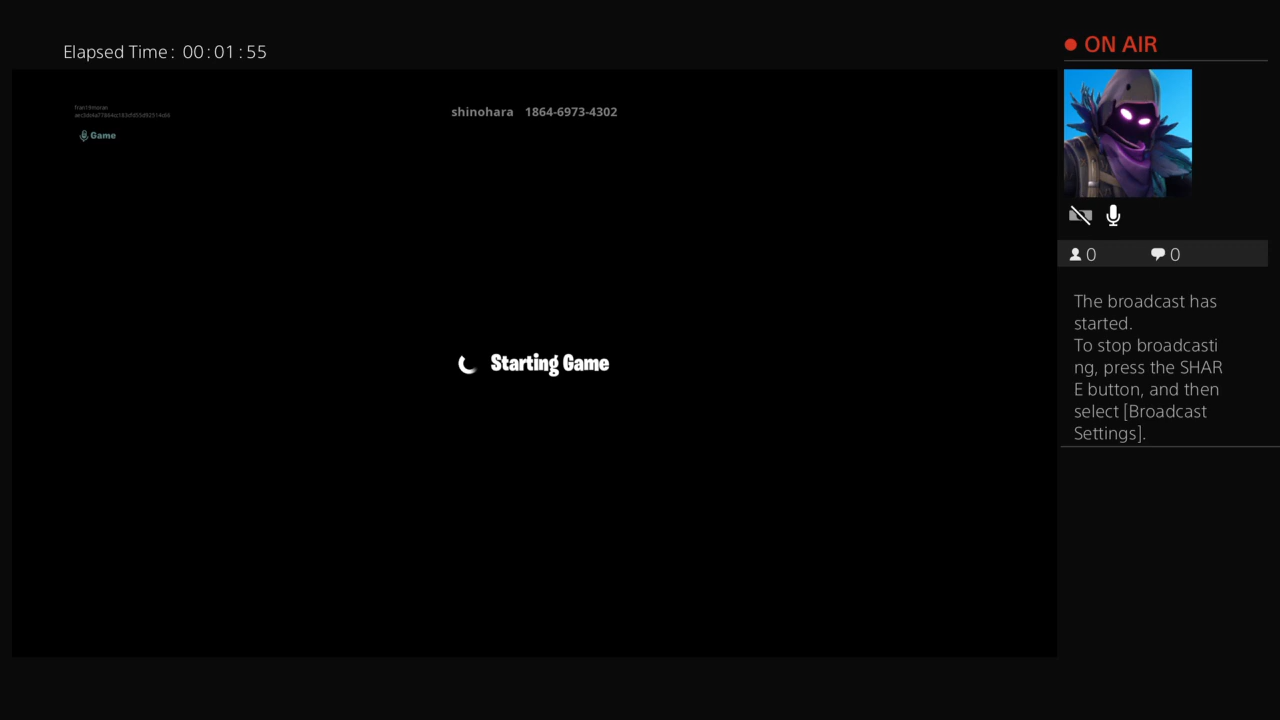 Elapsed Time: 00:01:55
ON AIR
shinohara 1864-6973-4302
Game
0 0
The broadcast has
started.
To stop broadcasti
ng, press the SHAR
E button, and then
select [Broadcast
Settings].
Starting Game